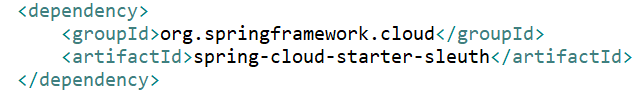 <dependency>
    <groupId>org.springframework.cloud</groupId>
    <artifactId>spring-cloud-starter-sleuth</artifactId>
</dependency>